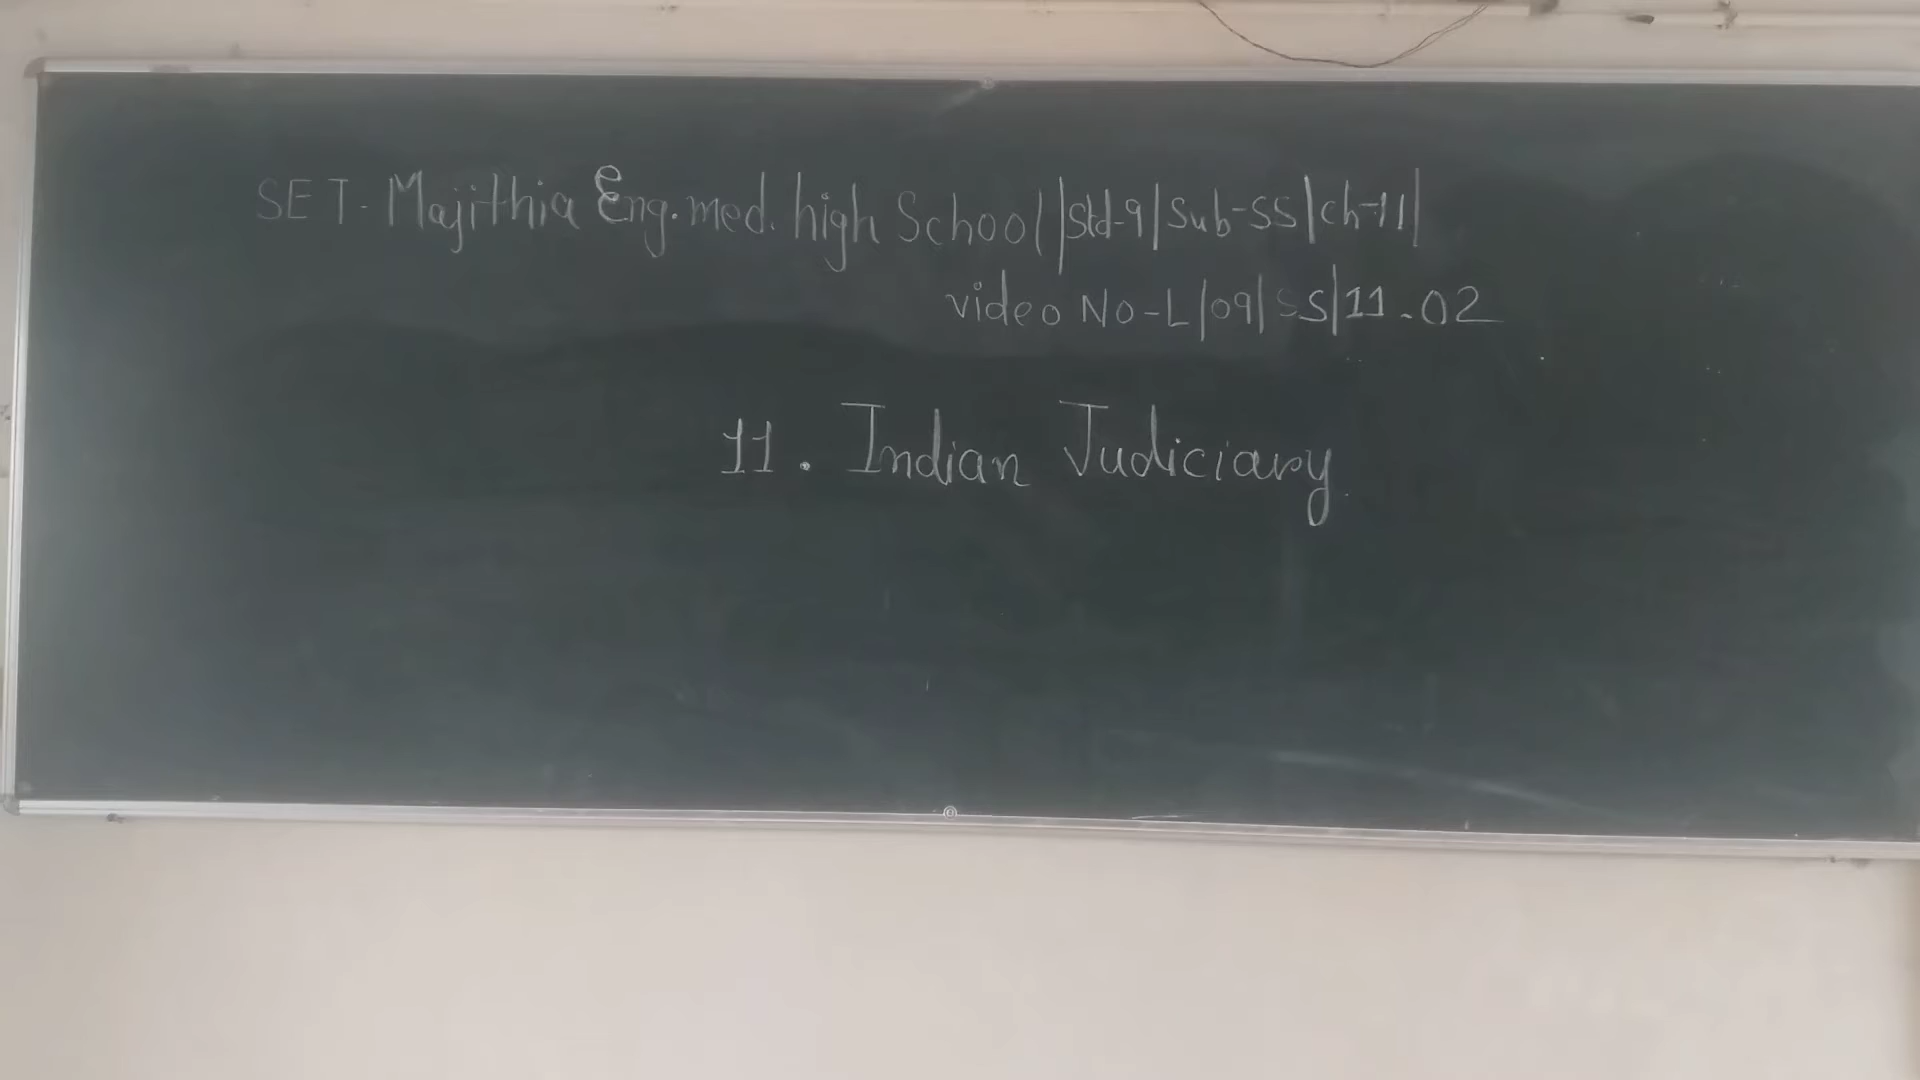 SET-Majithia Eng.med. high School | Std-9 | Sub-SS | Ch-11 |
video No-L/09/SS/11.02
11. Indian Judiciary